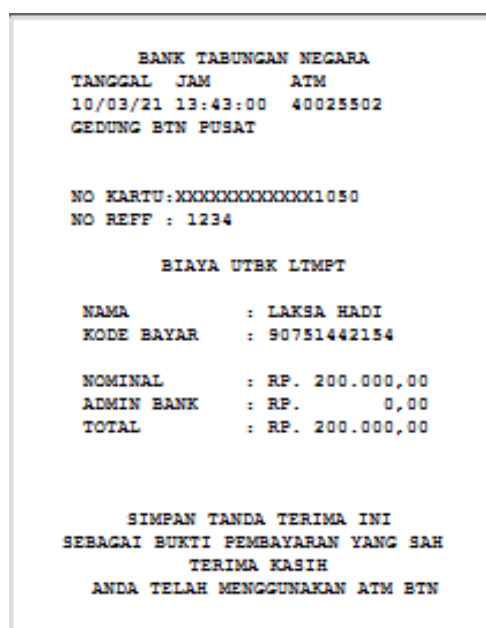 BANK TABUNGAN NEGARA
TANGGAL JAM ATM
10/03/21 13:43:00 40025502
GEDUNG BTN PUSAT
NO KARTU:XXXXXXXXXXXX1050
NO REFF : 1234
BIAYA UTBK LTMPT
NAMA : LAKSA HADI
KODE BAYAR : 90751442154
NOMINAL : RP. 200.000,00
ADMIN BANK : RP. 0,00
TOTAL : RP. 200.000,00
SIMPAN TANDA TERIMA INI
SEBAGAI BUKTI PEMBAYARAN YANG SAH
TERIMA KASIH
ANDA TELAH MENGGUNAKAN ATM BTN